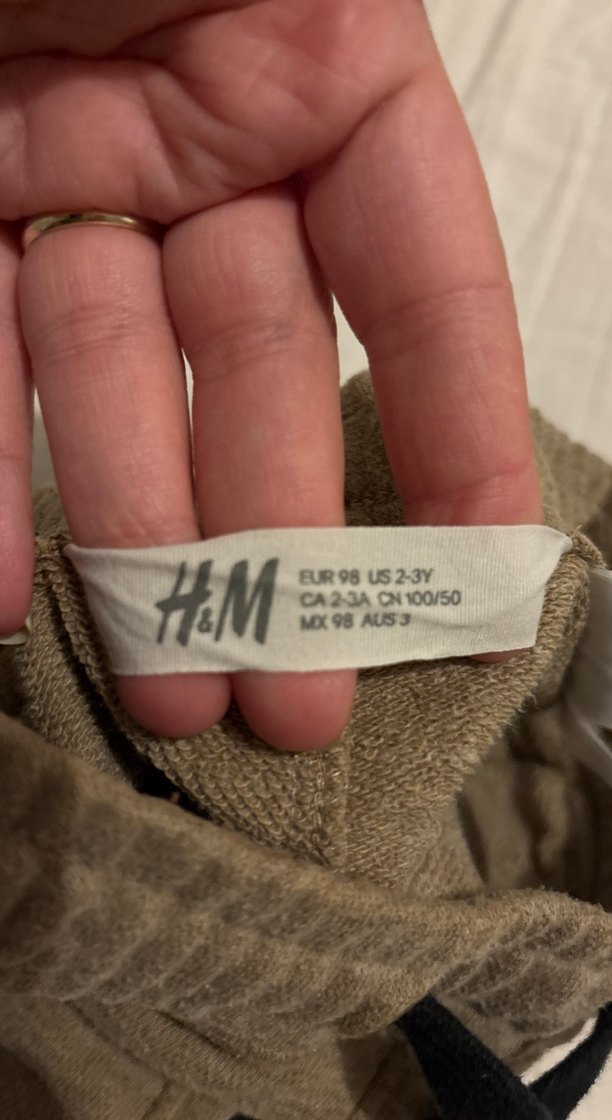 H&M
EUR 98 US 2-3Y
CA 2-3A CN 100/50
MX 98 AUS 3